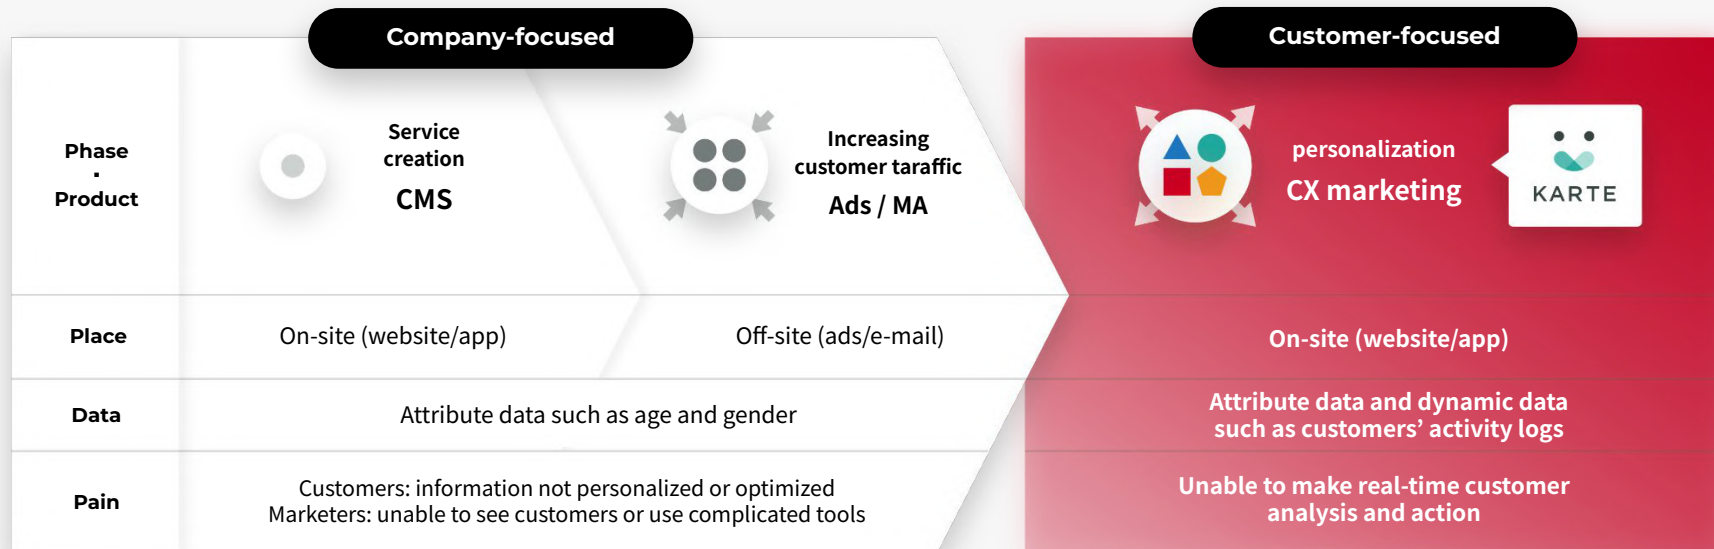 Company-focused
Customer-focused
Phase
·
Product
Service
creation
CMS
Increasing
customer taraffic
Ads / MA
personalization
CX marketing
KARTE
Place
On-site (website/app)
Off-site (ads/e-mail)
On-site (website/app)
Data
Attribute data such as age and gender
Attribute data and dynamic data
such as customers’ activity logs
Pain
Customers: information not personalized or optimized
Marketers: unable to see customers or use complicated tools
Unable to make real-time customer
analysis and action